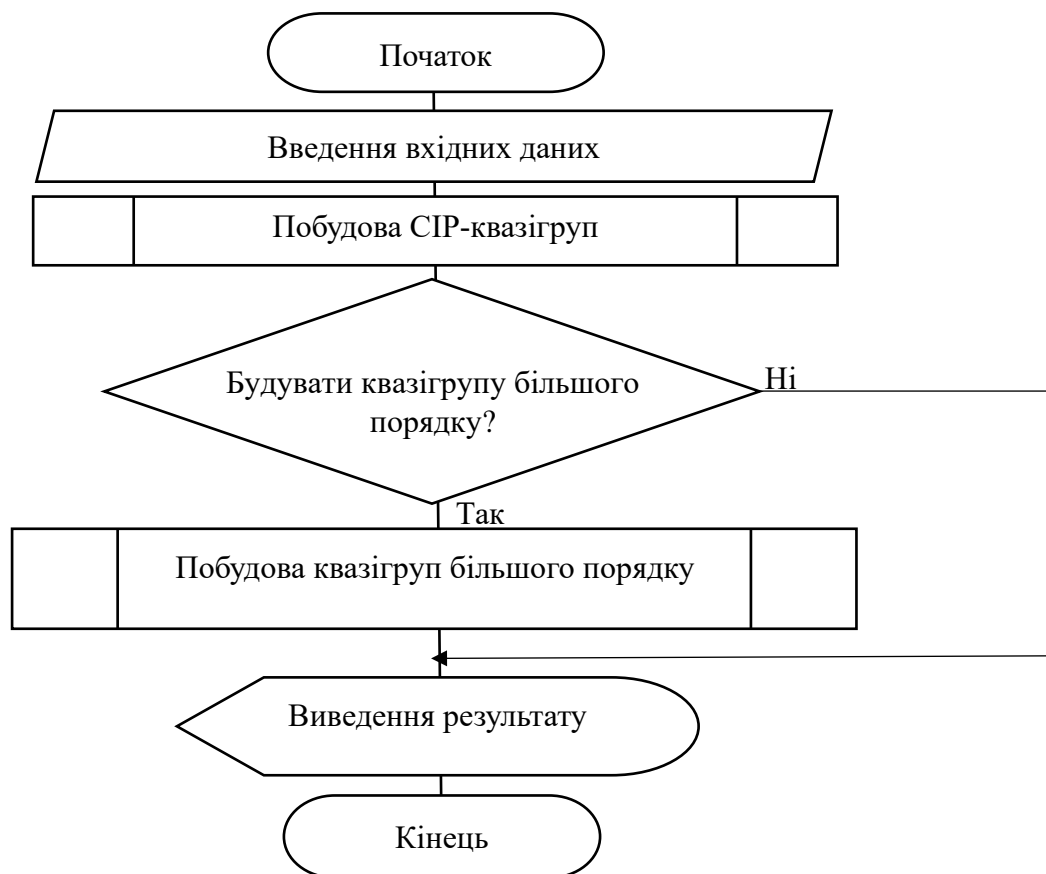 Початок
Введення вхідних даних
Побудова CIP-квазігруп
Будувати квазігрупу більшого
порядку?
Ні
Так
Побудова квазігруп більшого порядку
Виведення результату
Кінець